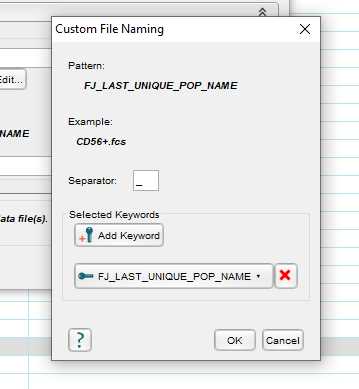 Custom File Naming
Edit...
Pattern:
FJ_LAST_UNIQUE_POP_NAME
NAME
Example:
CD56+.fcs
Separator: _
data file(s).
Selected Keywords
Add Keyword
FJ_LAST_UNIQUE_POP_NAME
?
OK Cancel